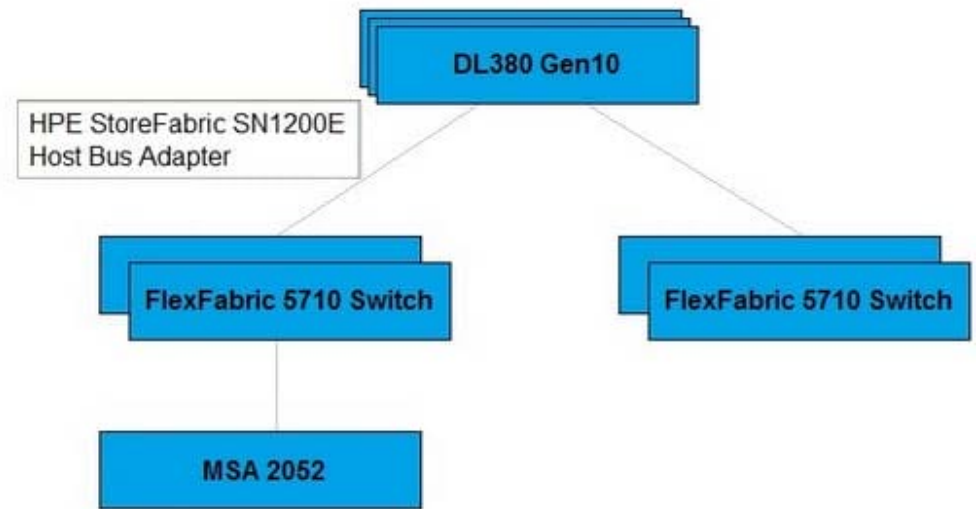 DL380 Gen10
HPE StoreFabric SN1200E
Host Bus Adapter
FlexFabric 5710 Switch
FlexFabric 5710 Switch
MSA 2052